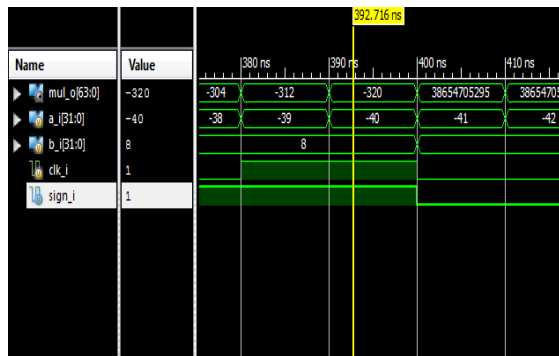 392.716 ns
Name Value 380 ns 390 ns 400 ns 410 ns
mul_o[63:0] -320 -304 -312 -320 38654705295 38654705
a_i[31:0] -40 -38 -39 -40 -41 -42
b_i[31:0] 8 8
clk_i 1
sign_i 1